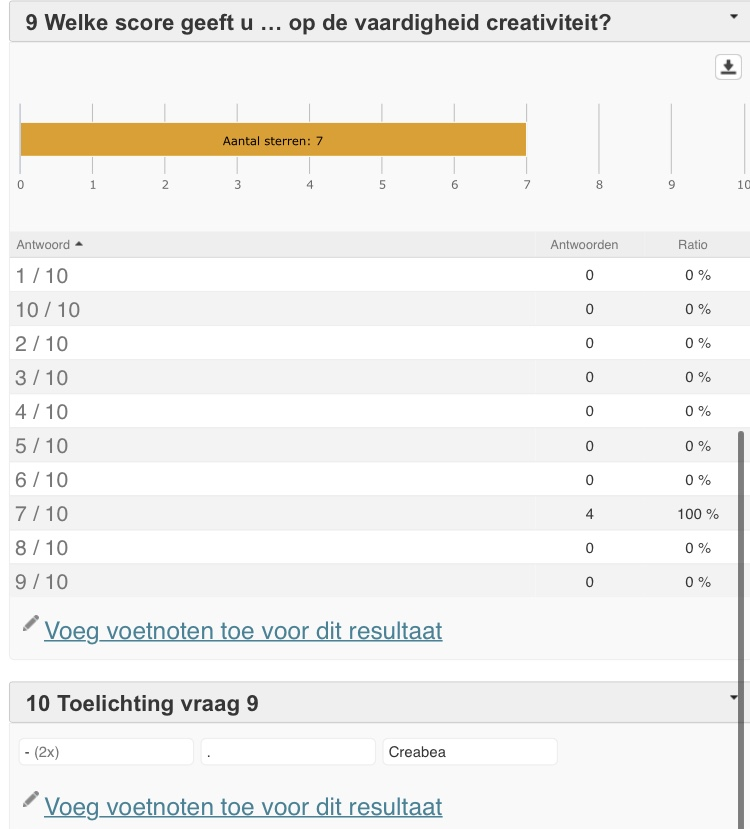 9 Welke score geeft u … op de vaardigheid creativiteit?
Aantal sterren: 7
0 1 2 3 4 5 6 7 8 9 10
Antwoord Antwoorden Ratio
1 / 10 0 0 %
10 / 10 0 0 %
2 / 10 0 0 %
3 / 10 0 0 %
4 / 10 0 0 %
5 / 10 0 0 %
6 / 10 0 0 %
7 / 10 4 100 %
8 / 10 0 0 %
9 / 10 0 0 %
Voeg voetnoten toe voor dit resultaat
10 Toelichting vraag 9
- (2x) . Creabea
Voeg voetnoten toe voor dit resultaat